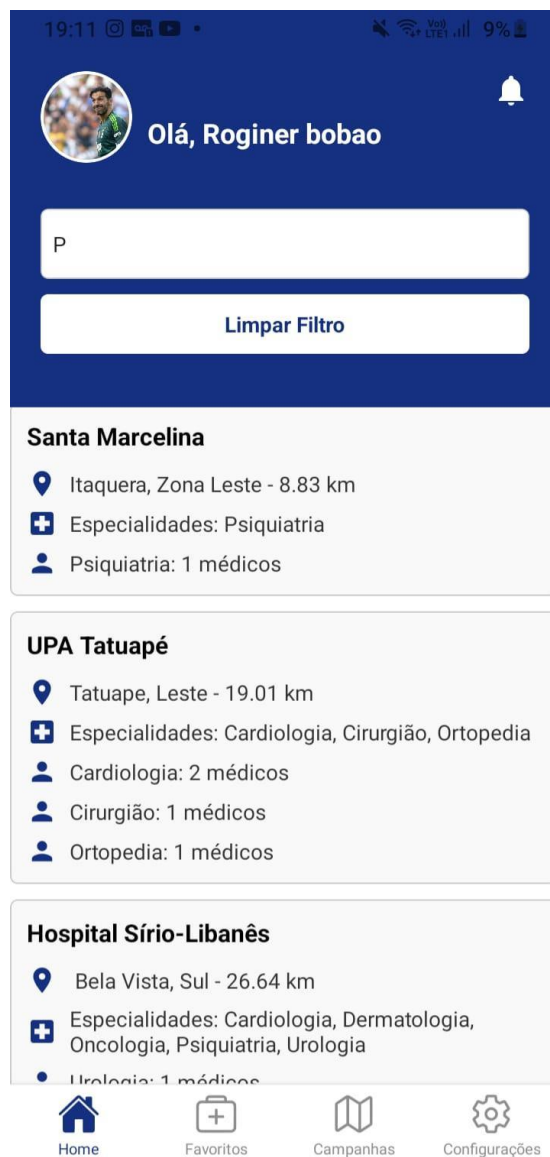 19:11
9%
Olá, Roginer bobao
P
Limpar Filtro
Santa Marcelina
Itaquera, Zona Leste - 8.83 km
Especialidades: Psiquiatria
Psiquiatria: 1 médicos
UPA Tatuapé
Tatuape, Leste - 19.01 km
Especialidades: Cardiologia, Cirurgião, Ortopedia
Cardiologia: 2 médicos
Cirurgião: 1 médicos
Ortopedia: 1 médicos
Hospital Sírio-Libanês
Bela Vista, Sul - 26.64 km
Especialidades: Cardiologia, Dermatologia,
Oncologia, Psiquiatria, Urologia
Urologia: 1 médicos
Home
Favoritos
Campanhas
Configurações